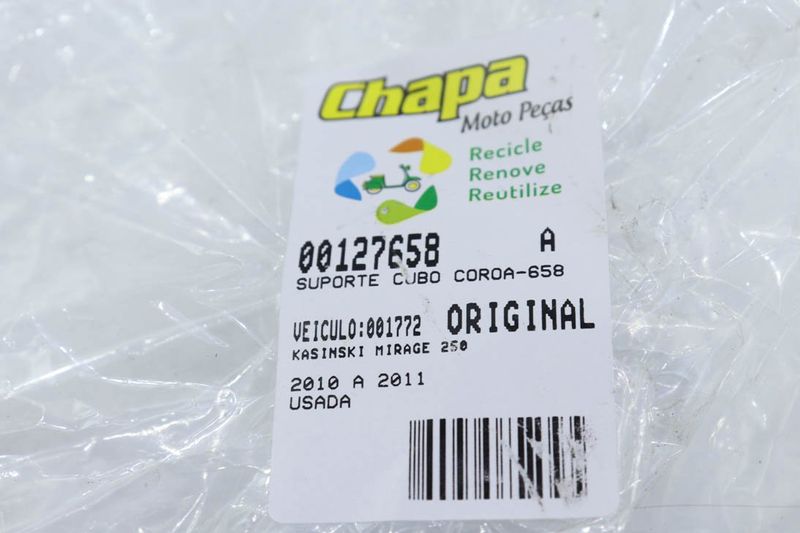 Chapa
Moto Peças
Recicle
Renove
Reutilize
00127658 A
SUPORTE CUBO COROA-658
VEICULO:001772 ORIGINAL
KASINSKI MIRAGE 250
2010 A 2011
USADA